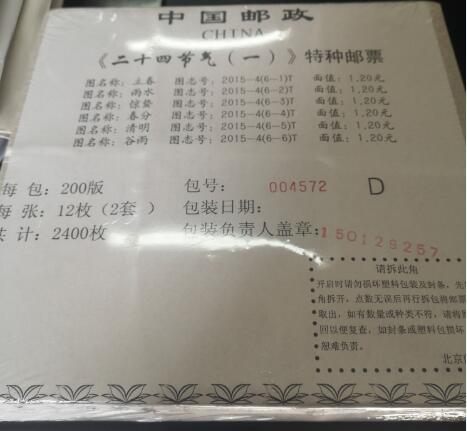 中国邮政
CHINA
《二十四节气(一)》特种邮票
图名称: 立春 图志号: 2015-4(6-1)T 面值: 1.20元
图名称: 雨水 图志号: 2015-4(6-2)T 面值: 1.20元
图名称: 惊蛰 图志号: 2015-4(6-3)T 面值: 1.20元
图名称: 春分 图志号: 2015-4(6-4)T 面值: 1.20元
图名称: 清明 图志号: 2015-4(6-5)T 面值: 1.20元
图名称: 谷雨 图志号: 2015-4(6-6)T 面值: 1.20元
每 包: 200版 包号: 004572 D
每 张: 12枚(2套 ) 包装日期:
共 计: 2400枚 包装负责人盖章: 150129257
请拆此角
开启时请勿损坏塑料包装及封条, 先
角拆开, 点数无误后再行拆包将邮票
取出, 如有数量或种类不符, 请将
回以便复查, 如封条或塑料包损坏
恕难负责。
北京